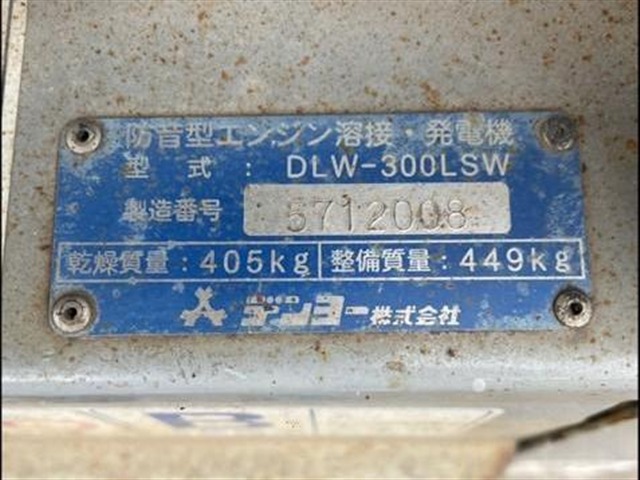 防音型エンジン溶接・発電機
型式 : DLW-300LSW
製造番号 5712008
乾燥質量 : 405kg 整備質量 : 449kg
デンヨー株式会社